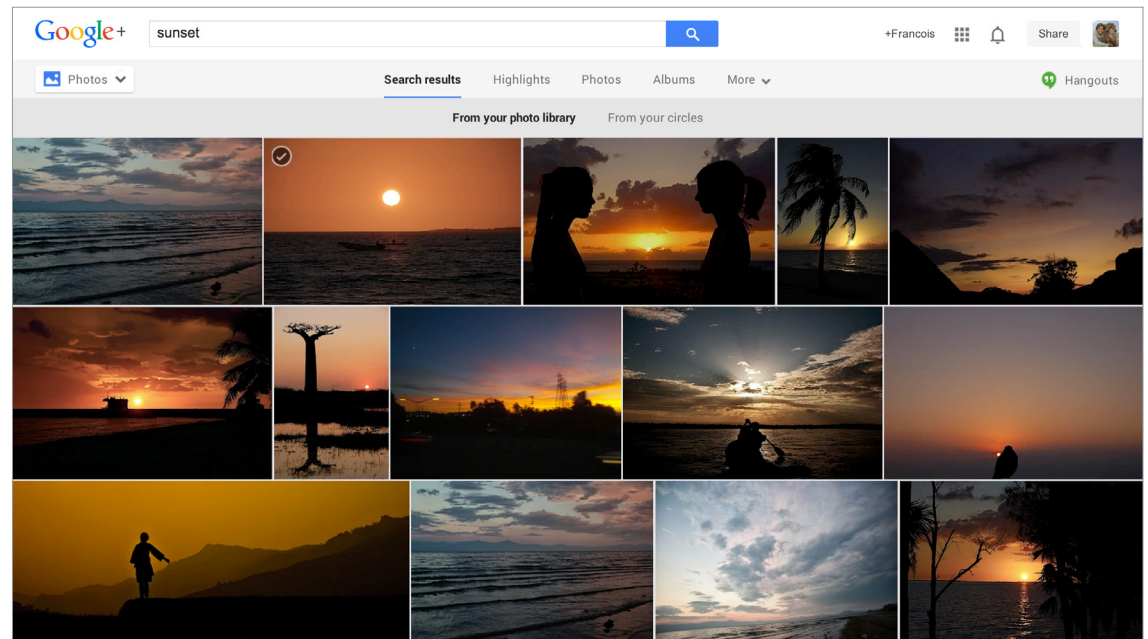 Google+ sunset +Francois Share
Photos Search results Highlights Photos Albums More Hangouts
From your photo library From your circles